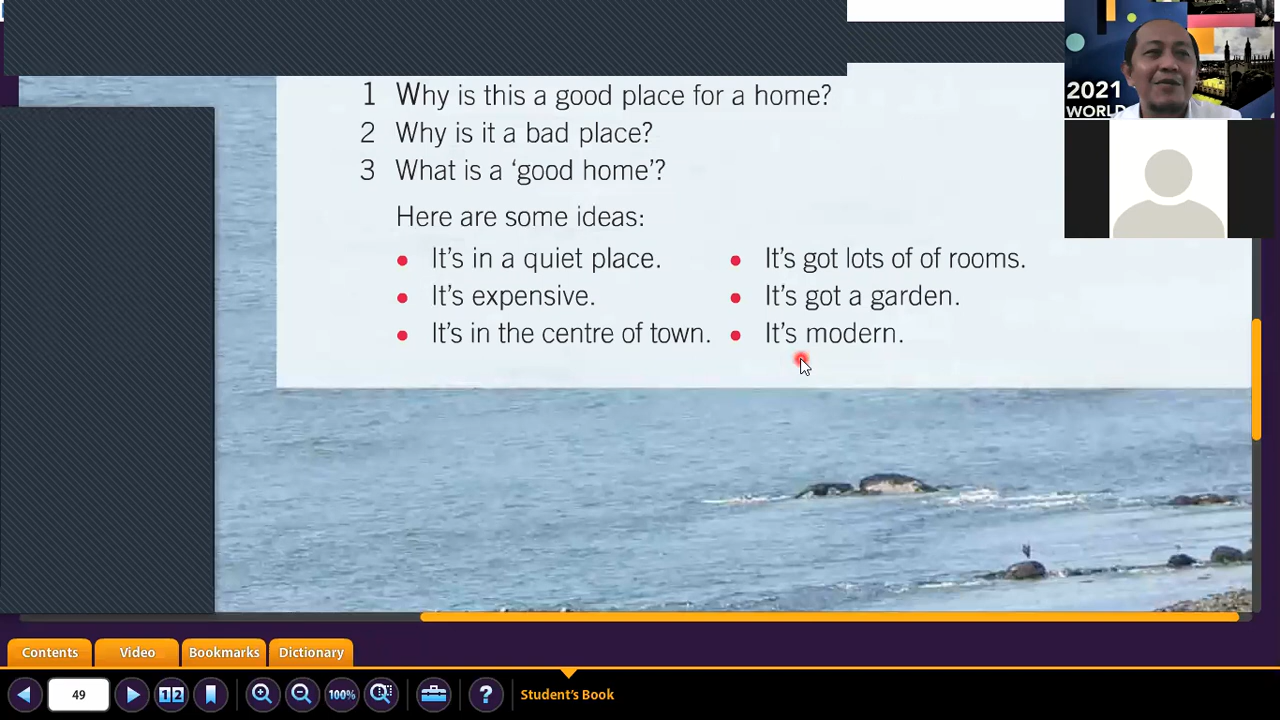 2021
WORLD
1 Why is this a good place for a home?
2 Why is it a bad place?
3 What is a ‘good home’?
Here are some ideas:
• It’s in a quiet place.
• It’s expensive.
• It’s in the centre of town.
• It’s got lots of of rooms.
• It’s got a garden.
• It’s modern.
Contents Video Bookmarks Dictionary
49 1 2 100% ? Student’s Book